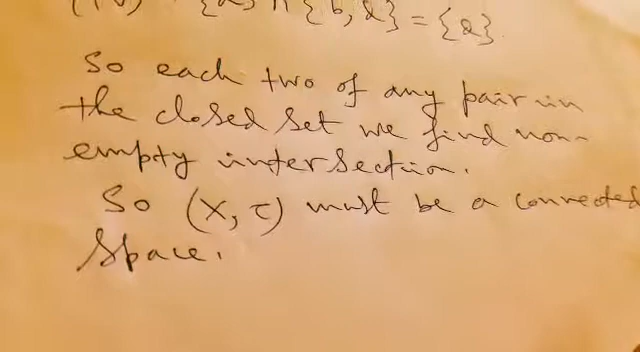 ∩ {b, d} = {d}.
So each two of any pair in
the closed set we find non-
empty intersection.
So (X, τ) must be a connected
space.